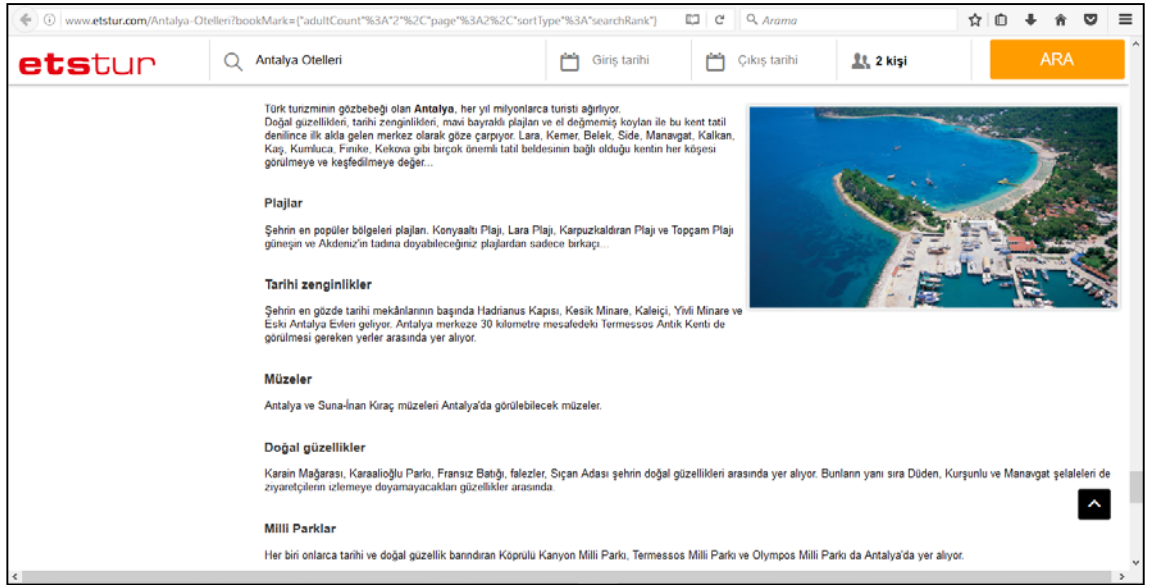 www.etstur.com/Antalya-Otelleri?bookMark={"adultCount"%3A"2"%2C"page"%3A2%2C"sortType"%3A"searchRank"}
Arama
etstur
Antalya Otelleri
Giriş tarihi
Çıkış tarihi
2 kişi
ARA
Türk turizminin gözbebeği olan Antalya, her yıl milyonlarca turisti ağırlıyor.
Doğal güzellikleri, tarihi zenginlikleri, mavi bayraklı plajları ve el değmemiş koyları ile bu kent tatil
denilince ilk akla gelen merkez olarak göze çarpıyor. Lara, Kemer, Belek, Side, Manavgat, Kalkan,
Kaş, Kumluca, Finike, Kekova gibi birçok önemli tatil beldesinin bağlı olduğu kentin her köşesi
görülmeye ve keşfedilmeye değer...
Plajlar
Şehrin en popüler bölgeleri plajları. Konyaaltı Plajı, Lara Plajı, Karpuzkaldıran Plajı ve Topçam Plajı
güneşin ve Akdeniz'in tadına doyabileceğiniz plajlardan sadece birkaçı...
Tarihi zenginlikler
Şehrin en gözde tarihi mekânlarının başında Hadrianus Kapısı, Kesik Minare, Kaleiçi, Yivli Minare ve
Eski Antalya Evleri geliyor. Antalya merkeze 30 kilometre mesafedeki Termessos Antik Kenti de
görülmesi gereken yerler arasında yer alıyor.
Müzeler
Antalya ve Suna-İnan Kıraç müzeleri Antalya'da görülebilecek müzeler.
Doğal güzellikler
Karain Mağarası, Karaalioğlu Parkı, Fransız Batığı, falezler, Sıçan Adası şehrin doğal güzellikleri arasında yer alıyor. Bunların yanı sıra Düden, Kurşunlu ve Manavgat şelaleleri de
ziyaretçilerin izlemeye doyamayacakları güzellikler arasında.
Milli Parklar
Her biri onlarca tarihi ve doğal güzellik barındıran Köprülü Kanyon Milli Parkı, Termessos Milli Parkı ve Olympos Milli Parkı da Antalya'da yer alıyor.